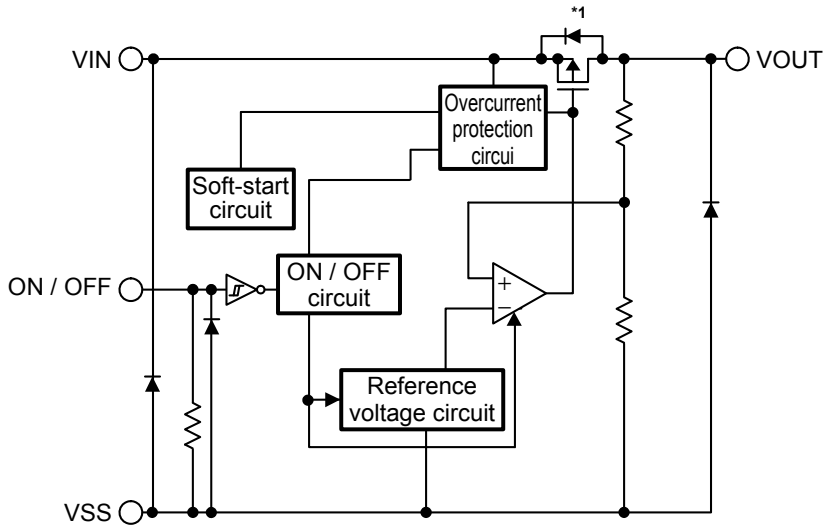 *1
VIN
VOUT
Overcurrent
protection
circui
Soft-start
circuit
ON / OFF
ON / OFF
circuit
+
−
Reference
voltage circuit
VSS